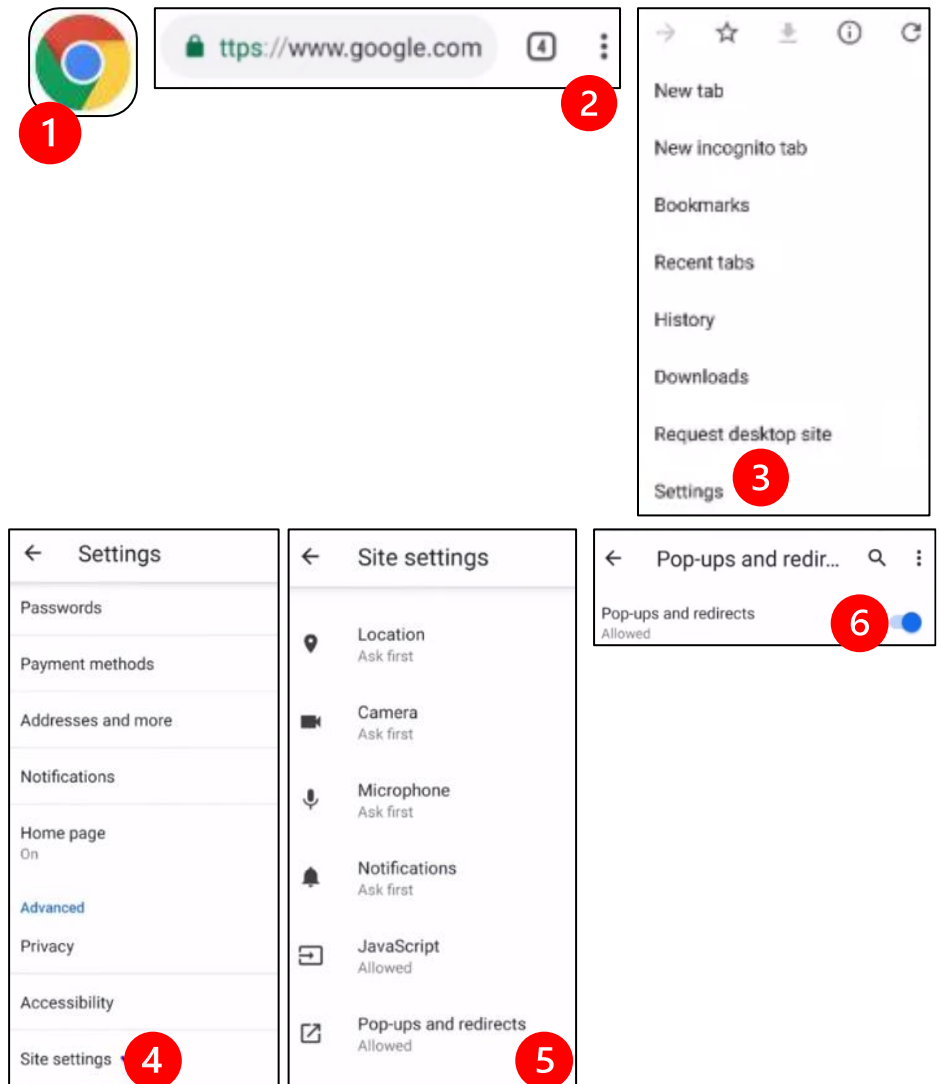 1
ttps://www.google.com
4
2
New tab
New incognito tab
Bookmarks
Recent tabs
History
Downloads
Request desktop site
Settings
3
Settings
Passwords
Payment methods
Addresses and more
Notifications
Home page
On
Advanced
Privacy
Accessibility
Site settings
4
Site settings
Location
Ask first
Camera
Ask first
Microphone
Ask first
Notifications
Ask first
JavaScript
Allowed
Pop-ups and redirects
Allowed
5
Pop-ups and redir...
Pop-ups and redirects
Allowed
6